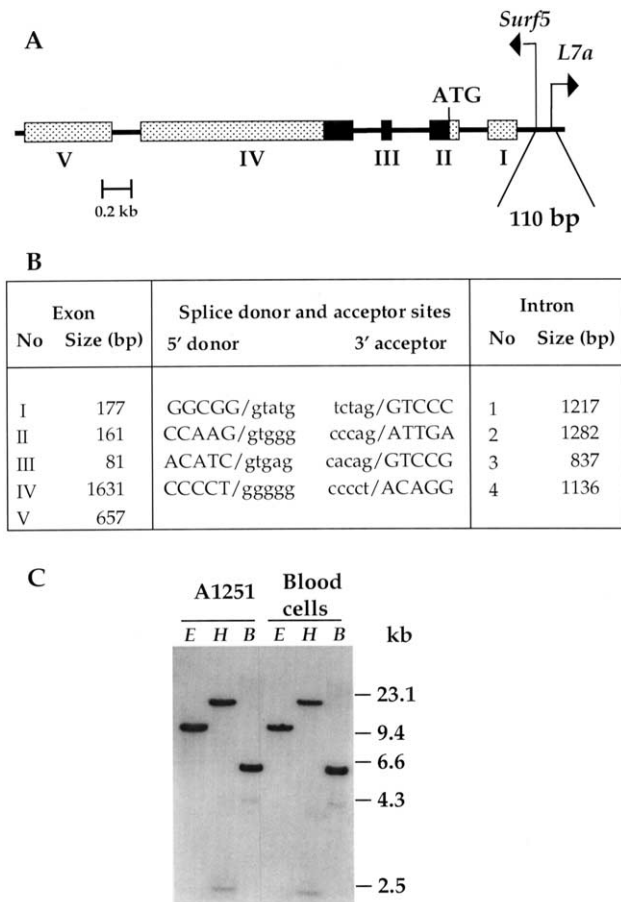 A
Surf5
L7a
ATG
V IV III II I
0.2 kb
110 bp
B
Exon Splice donor and acceptor sites Intron
No Size (bp) 5' donor 3' acceptor No Size (bp)
I 177 GGCGG/gtatg tctag/GTCCC 1 1217
II 161 CCAAG/gtggg cccag/ATTGA 2 1282
III 81 ACATC/gtgag cacag/GTCCG 3 837
IV 1631 CCCCT/ggggg cccct/ACAGG 4 1136
V 657
C
A1251 Blood cells
E H B E H B kb
23.1
9.4
6.6
4.3
2.5